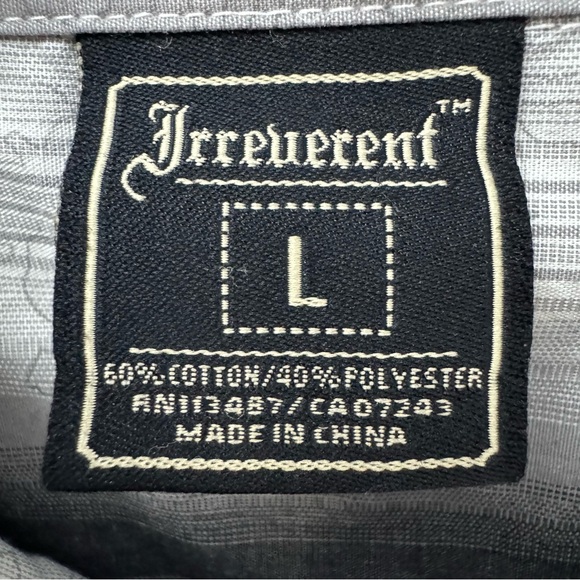 Irreverent™
L
60% COTTON/40% POLYESTER
RN113487/CA07243
MADE IN CHINA